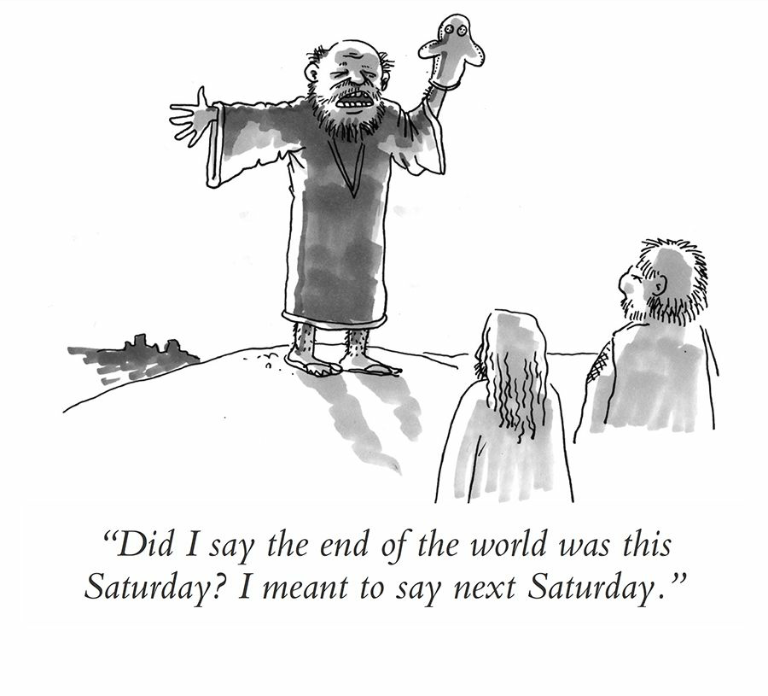 “Did I say the end of the world was this
Saturday? I meant to say next Saturday.”